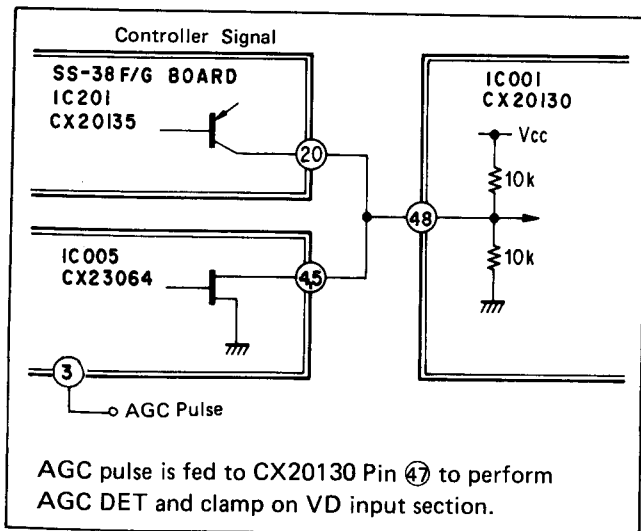 Controller Signal
SS-38 F/G BOARD
IC201
CX20135
20
IC001
CX20130
Vcc
10k
48
10k
IC005
CX23064
45
3
AGC Pulse
AGC pulse is fed to CX20130 Pin 47 to perform
AGC DET and clamp on VD input section.